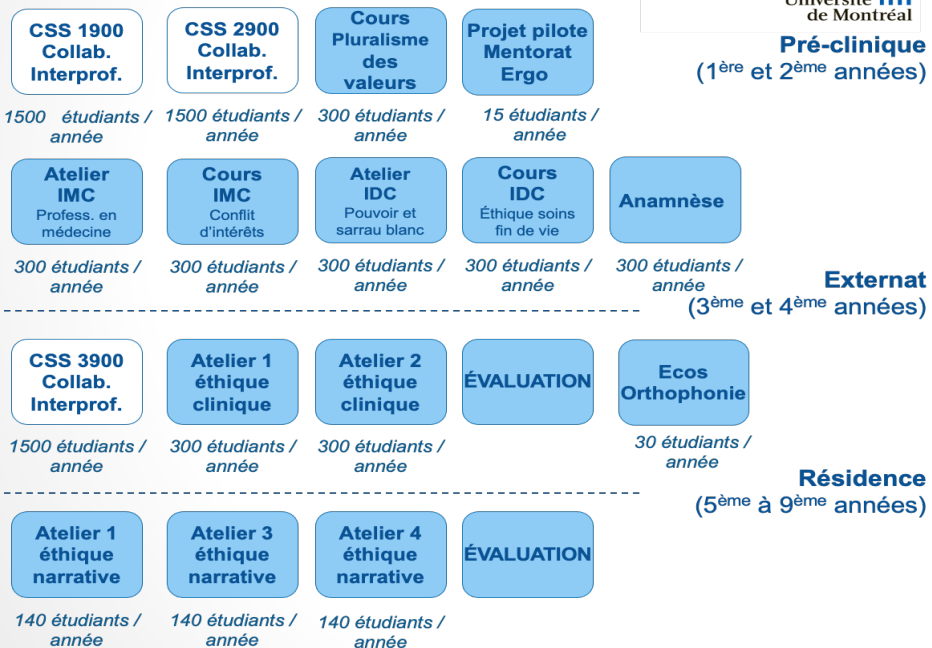 Université
de Montréal
CSS 1900
Collab.
Interprof.
CSS 2900
Collab.
Interprof.
Cours
Pluralisme
des
valeurs
Projet pilote
Mentorat
Ergo
Pré-clinique
(1ère et 2ème années)
1500 étudiants /
année
1500 étudiants /
année
300 étudiants /
année
15 étudiants /
année
Atelier
IMC
Profess. en
médecine
Cours
IMC
Conflit
d'intérêts
Atelier
IDC
Pouvoir et
sarrau blanc
Cours
IDC
Éthique soins
fin de vie
Anamnèse
300 étudiants /
année
300 étudiants /
année
300 étudiants /
année
300 étudiants /
année
300 étudiants /
année
Externat
(3ème et 4ème années)
CSS 3900
Collab.
Interprof.
Atelier 1
éthique
clinique
Atelier 2
éthique
clinique
ÉVALUATION
Ecos
Orthophonie
1500 étudiants /
année
300 étudiants /
année
300 étudiants /
année
30 étudiants /
année
Résidence
(5ème à 9ème années)
Atelier 1
éthique
narrative
Atelier 3
éthique
narrative
Atelier 4
éthique
narrative
ÉVALUATION
140 étudiants /
année
140 étudiants /
année
140 étudiants /
année